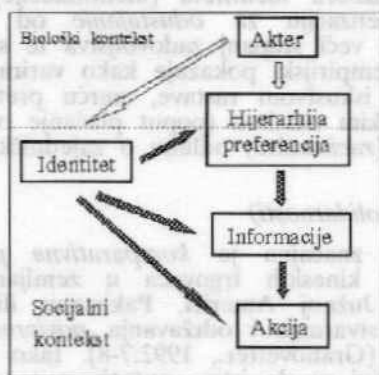 Biološki kontekst
Akter
Hijerarhija
preferencija
Identitet
Informacije
Socijalni
kontekst
Akcija